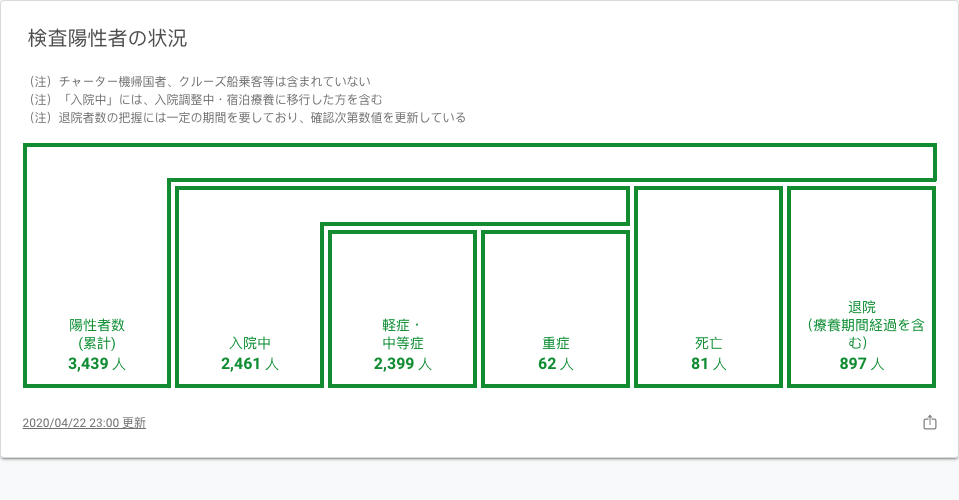 検査陽性者の状況
（注）チャーター機帰国者、クルーズ船乗客等は含まれていない
（注）「入院中」には、入院調整中・宿泊療養に移行した方を含む
（注）退院者数の把握には一定の期間を要しており、確認次第数値を更新している
陽性者数
(累計)
3,439 人
入院中
2,461 人
軽症・
中等症
2,399 人
重症
62 人
死亡
81 人
退院
（療養期間経過を含
む）
897 人
2020/04/22 23:00 更新